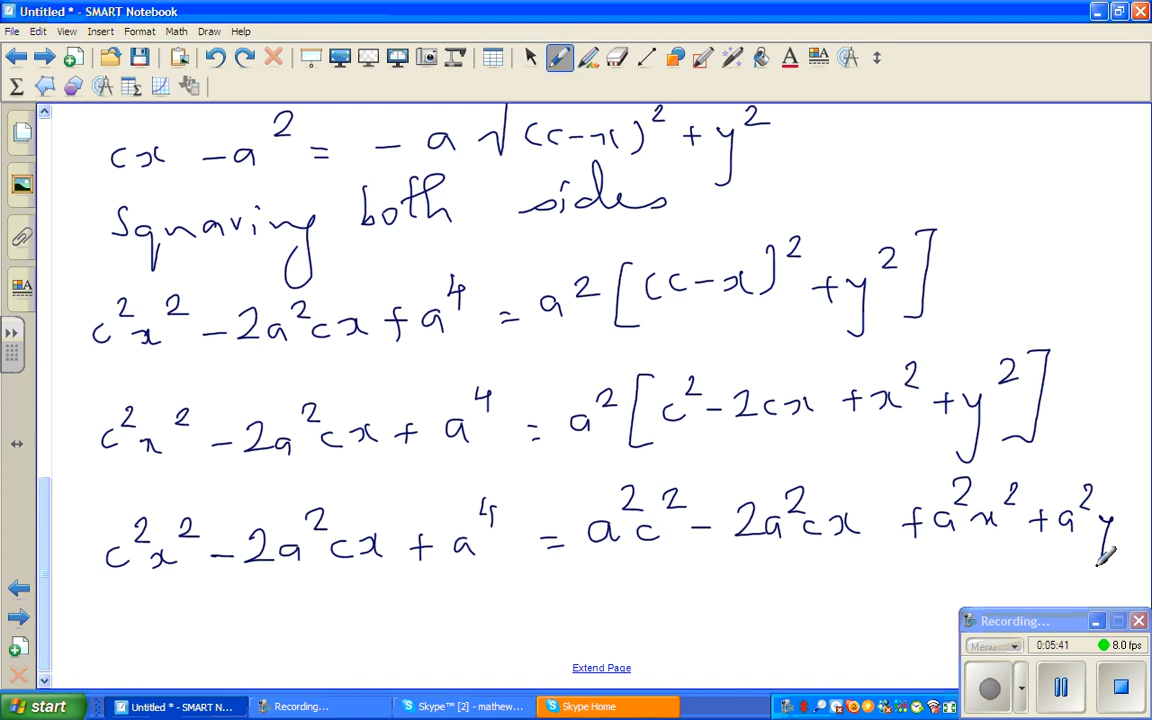 Untitled * - SMART Notebook
File Edit View Insert Format Math Draw Help
cx - a² = - a √(c-x)² + y²
Squaring both sides
c²x² - 2a²cx + a⁴ = a² [(c-x)² + y²]
c²x² - 2a²cx + a⁴ = a² [c² - 2cx + x² + y²]
c²x² - 2a²cx + a⁴ = a²c² - 2a²cx + a²x² + a²y
Extend Page
Recording...
Menu 0:05:41 8.0 fps
start Untitled * - SMART N... Recording... Skype™ [2] - mathew... Skype Home